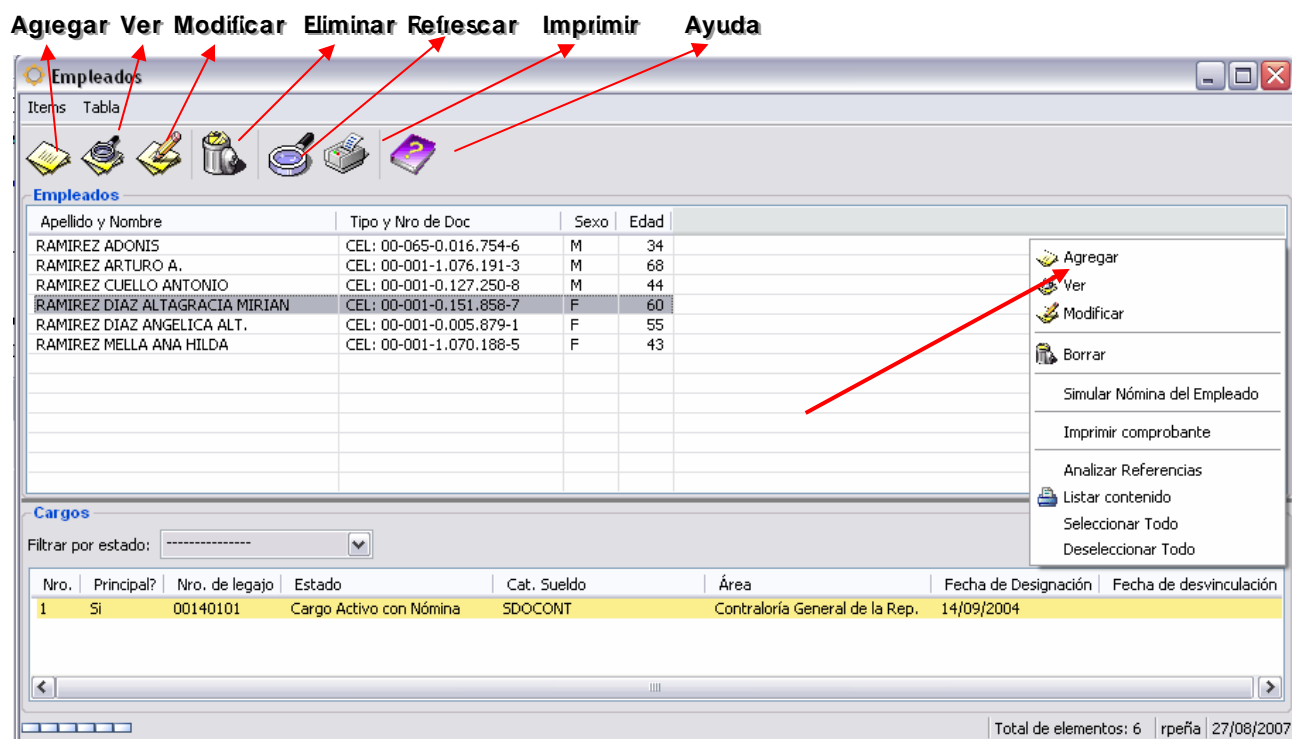 Agregar Ver Modificar Eliminar Refrescar Imprimir Ayuda
Empleados
Items Tabla
Empleados
Apellido y Nombre Tipo y Nro de Doc Sexo Edad
RAMIREZ ADONIS CEL: 00-065-0.016.754-6 M 34
RAMIREZ ARTURO A. CEL: 00-001-1.076.191-3 M 68
RAMIREZ CUELLO ANTONIO CEL: 00-001-0.127.250-8 M 44
RAMIREZ DIAZ ALTAGRACIA MIRIAN CEL: 00-001-0.151.858-7 F 60
RAMIREZ DIAZ ANGELICA ALT. CEL: 00-001-0.005.879-1 F 55
RAMIREZ MELLA ANA HILDA CEL: 00-001-1.070.188-5 F 43
Agregar
Ver
Modificar
Borrar
Simular Nómina del Empleado
Imprimir comprobante
Analizar Referencias
Listar contenido
Seleccionar Todo
Deseleccionar Todo
Cargos
Filtrar por estado: ---------------
Nro. Principal? Nro. de legajo Estado Cat. Sueldo Área Fecha de Designación Fecha de desvinculación
1 Si 00140101 Cargo Activo con Nómina SDOCONT Contraloría General de la Rep. 14/09/2004
Total de elementos: 6 rpeña 27/08/2007